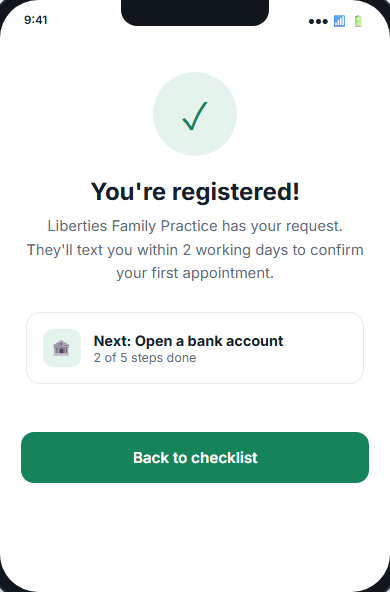 9:41
You're registered!
Liberties Family Practice has your request.
They'll text you within 2 working days to confirm
your first appointment.
Next: Open a bank account
2 of 5 steps done
Back to checklist